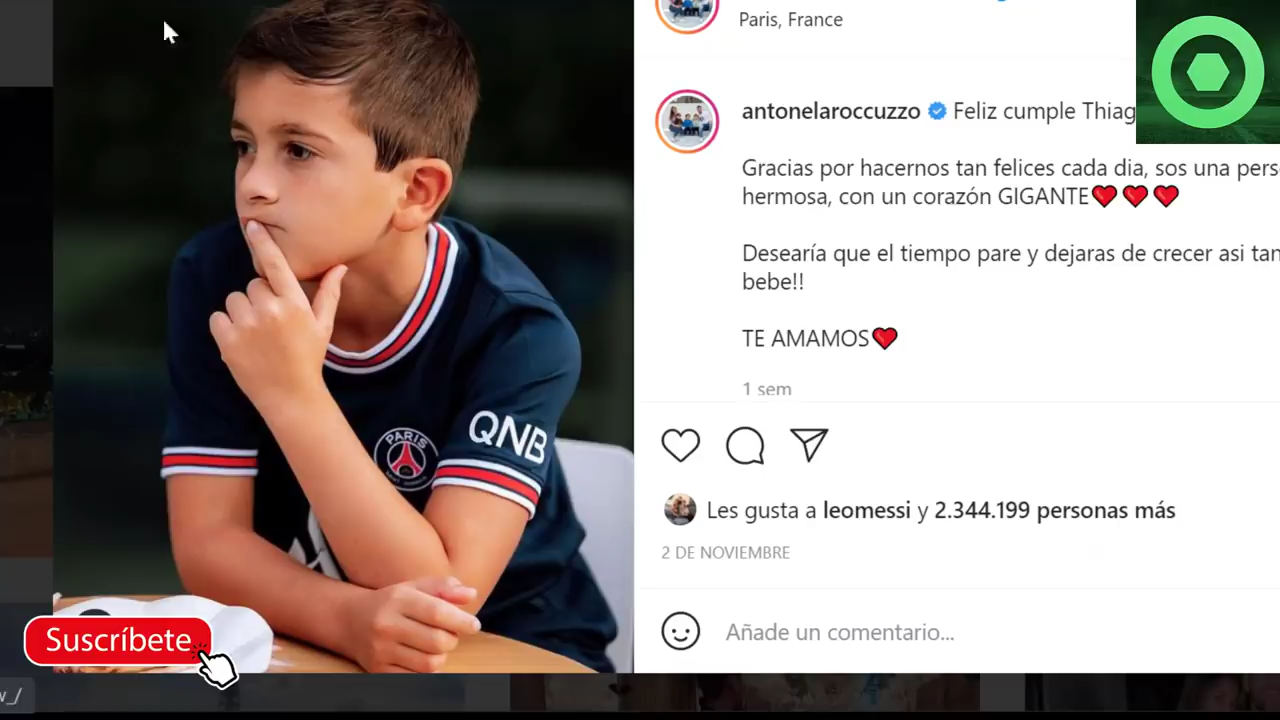 Paris, France
antonelaroccuzzo Feliz cumple Thiag
Gracias por hacernos tan felices cada dia, sos una pers
hermosa, con un corazón GIGANTE❤❤❤
Desearía que el tiempo pare y dejaras de crecer asi tan
bebe!!
TE AMAMOS❤
1 sem
QNB
PARIS
Les gusta a leomessi y 2.344.199 personas más
2 DE NOVIEMBRE
Añade un comentario...
Suscríbete